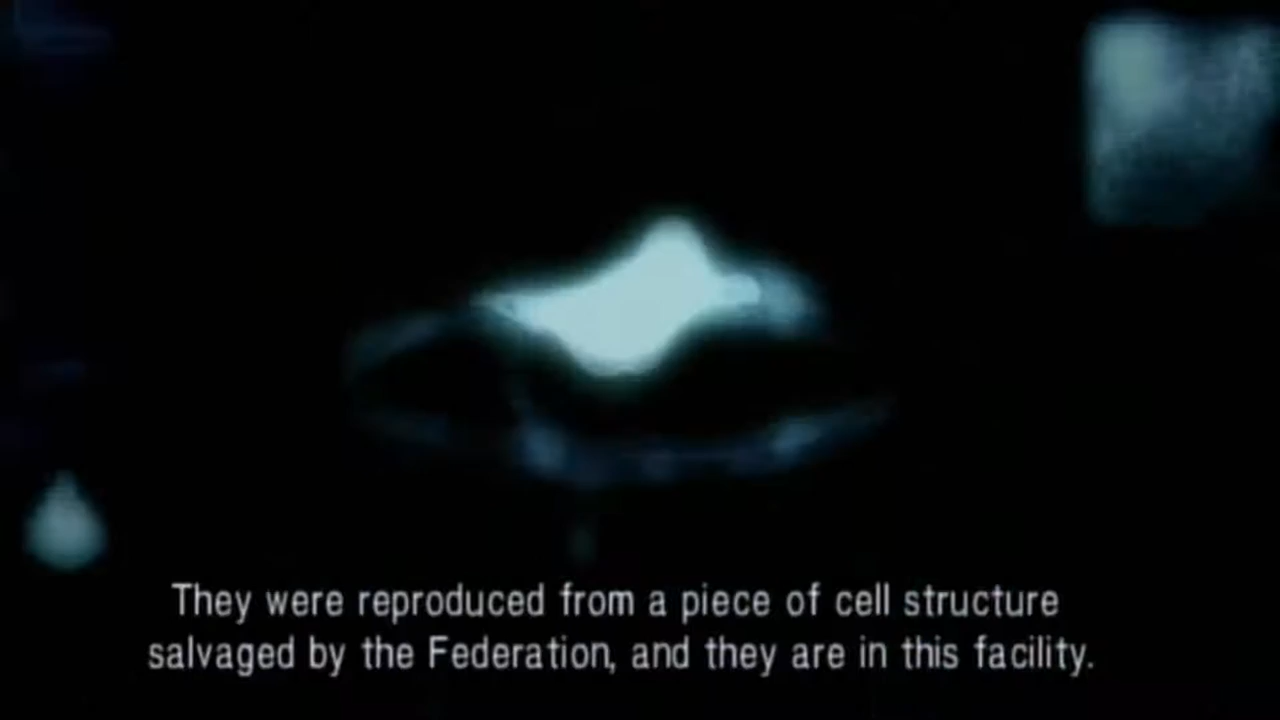 They were reproduced from a piece of cell structure
salvaged by the Federation, and they are in this facility.